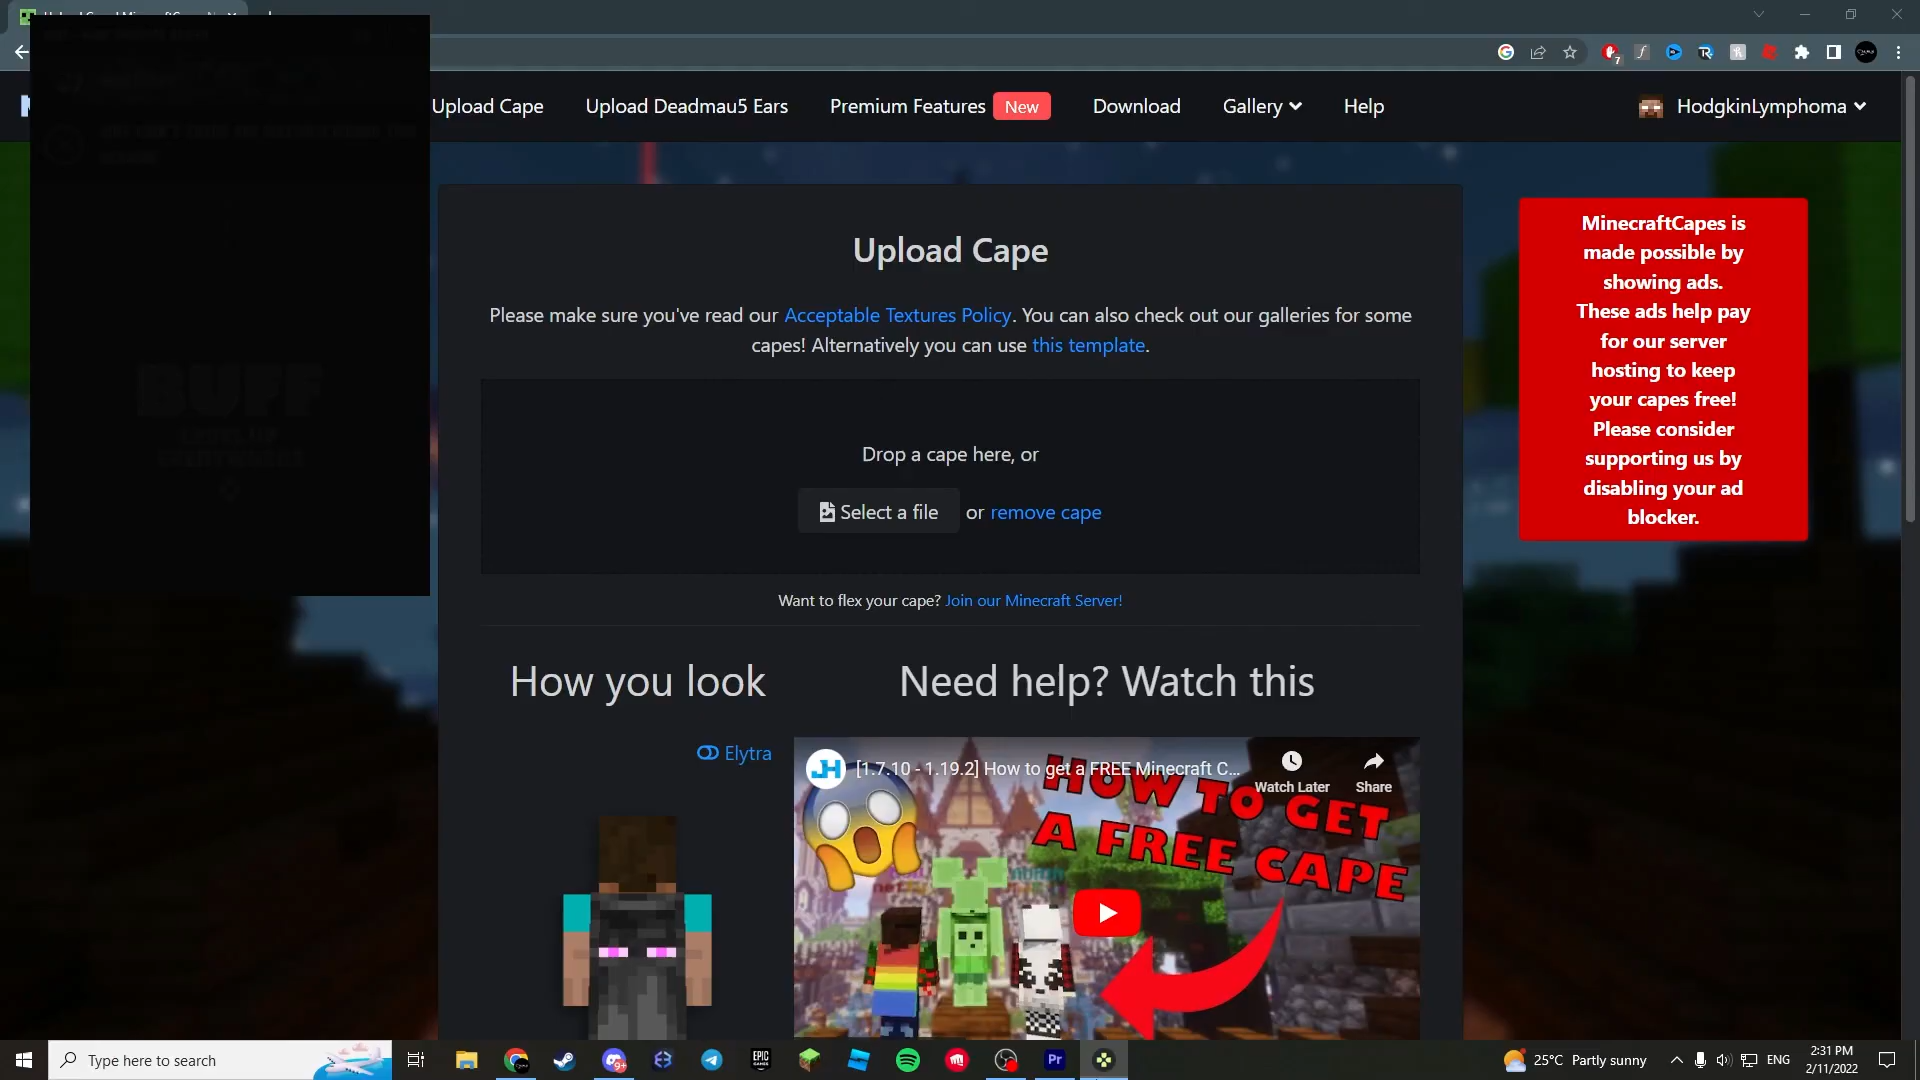 Upload Cape
Upload Deadmau5 Ears
Premium Features New
Download
Gallery
Help
HodgkinLymphoma
Upload Cape
Please make sure you've read our Acceptable Textures Policy. You can also check out our galleries for some
capes! Alternatively you can use this template.
Drop a cape here, or
Select a file or remove cape
Want to flex your cape? Join our Minecraft Server!
MinecraftCapes is
made possible by
showing ads.
These ads help pay
for our server
hosting to keep
your capes free!
Please consider
supporting us by
disabling your ad
blocker.
BUFF
How you look
Need help? Watch this
Elytra
[1.7.10 - 1.19.2] How to get a FREE Minecraft C...
Watch Later
Share
HOW TO GET
A FREE CAPE
Type here to search
9+
EPIC
GAMES
Pr
25°C Partly sunny
ENG
2:31 PM
2/11/2022
7